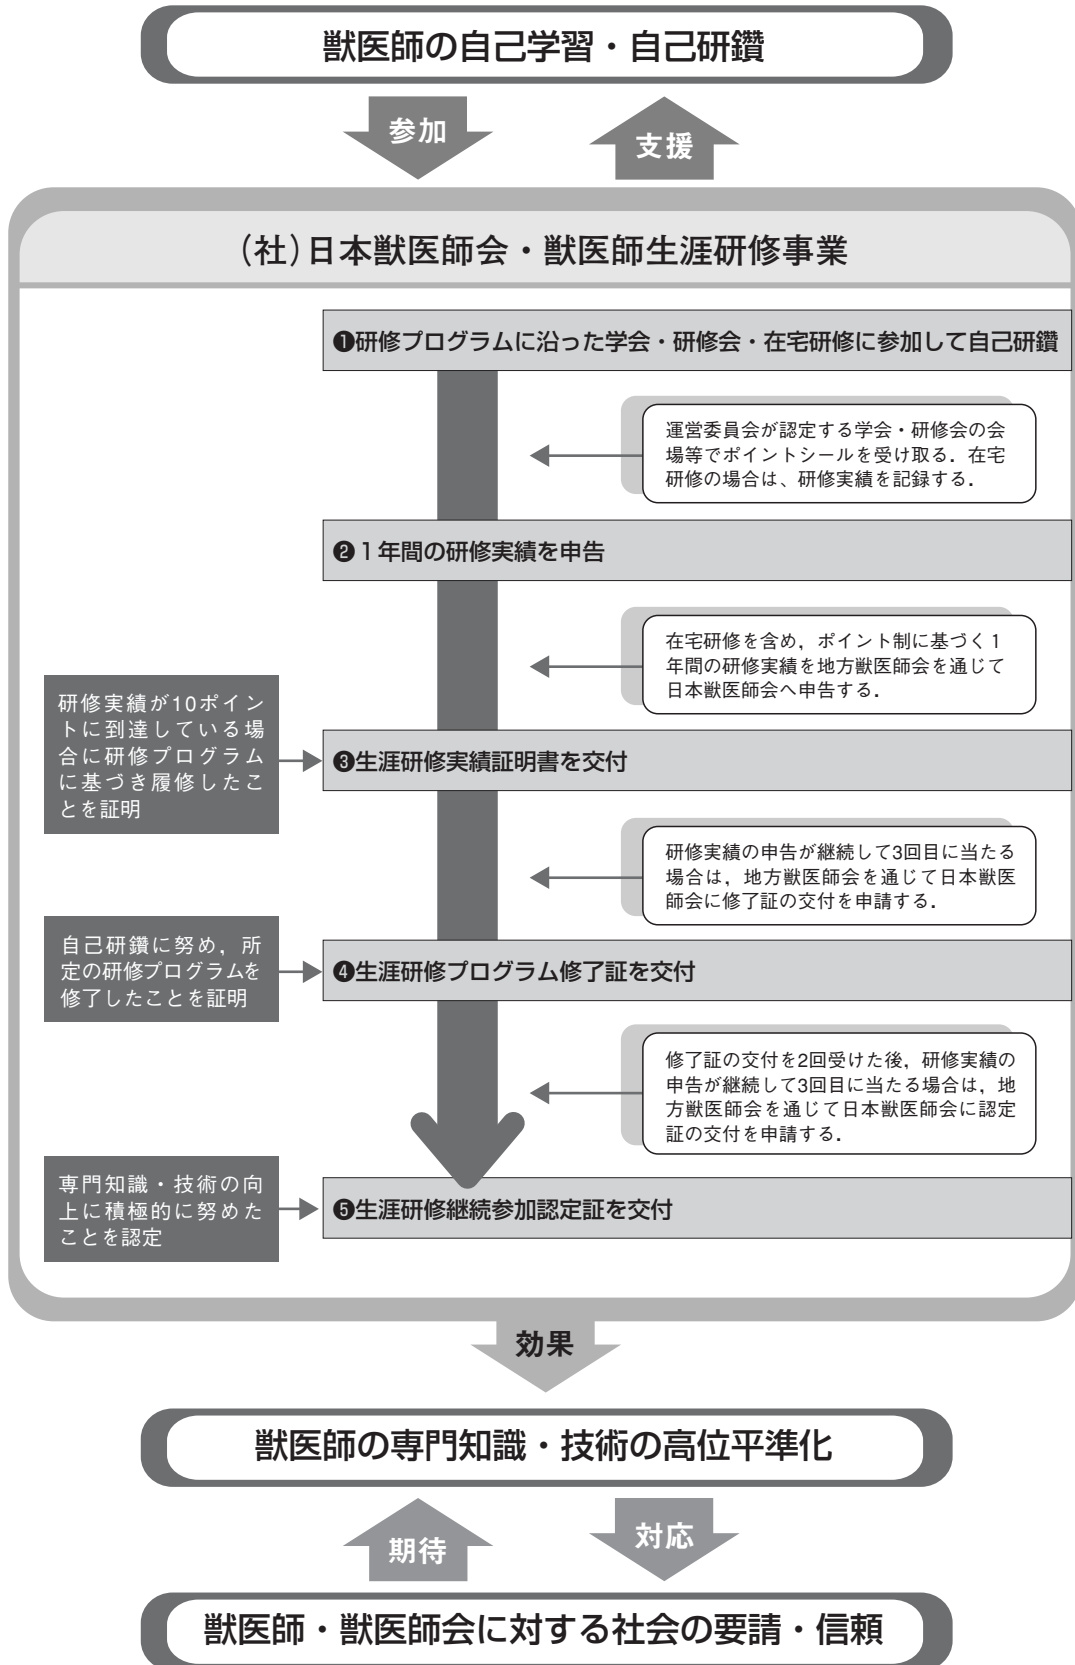 獣医師の自己学習・自己研鑽
参加
支援
(社)日本獣医師会・獣医師生涯研修事業
❶研修プログラムに沿った学会・研修会・在宅研修に参加して自己研鑽
運営委員会が認定する学会・研修会の会
場等でポイントシールを受け取る．在宅
研修の場合は、研修実績を記録する．
❷１年間の研修実績を申告
在宅研修を含め，ポイント制に基づく１
年間の研修実績を地方獣医師会を通じて
日本獣医師会へ申告する．
研修実績が10ポイン
トに到達している場
合に研修プログラム
に基づき履修したこ
とを証明
❸生涯研修実績証明書を交付
研修実績の申告が継続して3回目に当たる
場合は，地方獣医師会を通じて日本獣医
師会に修了証の交付を申請する．
自己研鑽に努め，所
定の研修プログラムを
修了したことを証明
❹生涯研修プログラム修了証を交付
修了証の交付を2回受けた後，研修実績の
申告が継続して3回目に当たる場合は，地
方獣医師会を通じて日本獣医師会に認定
証の交付を申請する．
専門知識・技術の向
上に積極的に努めた
ことを認定
❺生涯研修継続参加認定証を交付
効果
獣医師の専門知識・技術の高位平準化
期待
対応
獣医師・獣医師会に対する社会の要請・信頼